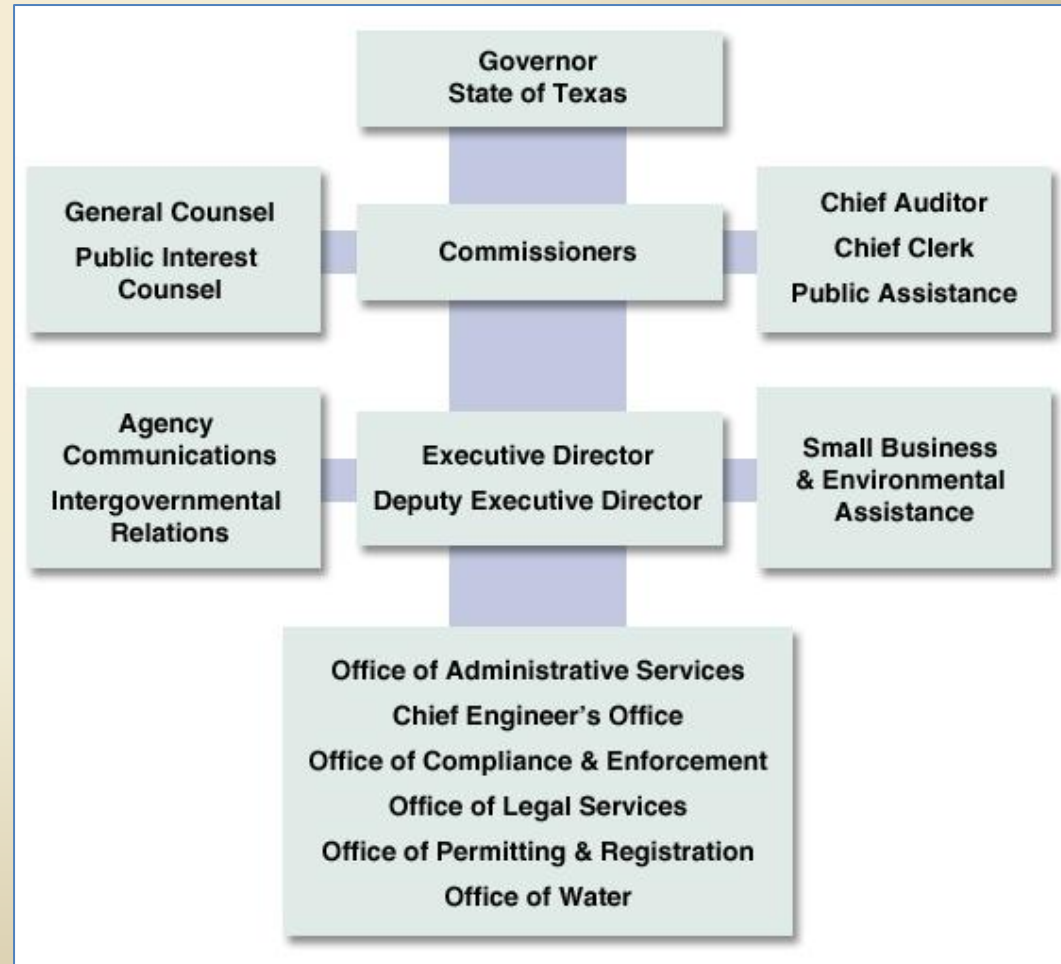 Governor
State of Texas
General Counsel
Public Interest
Counsel
Commissioners
Chief Auditor
Chief Clerk
Public Assistance
Agency
Communications
Intergovernmental
Relations
Executive Director
Deputy Executive Director
Small Business
& Environmental
Assistance
Office of Administrative Services
Chief Engineer’s Office
Office of Compliance & Enforcement
Office of Legal Services
Office of Permitting & Registration
Office of Water